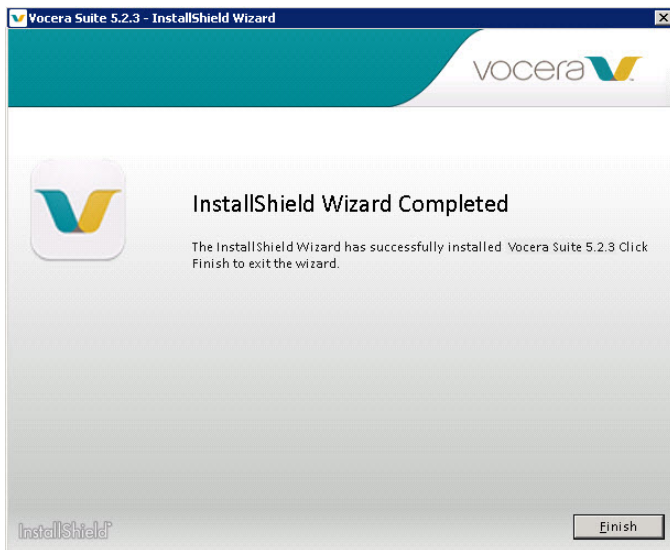 Vocera Suite 5.2.3 - InstallShield Wizard
vocera
InstallShield Wizard Completed
The InstallShield Wizard has successfully installed Vocera Suite 5.2.3 Click
Finish to exit the wizard.
InstallShield
Finish